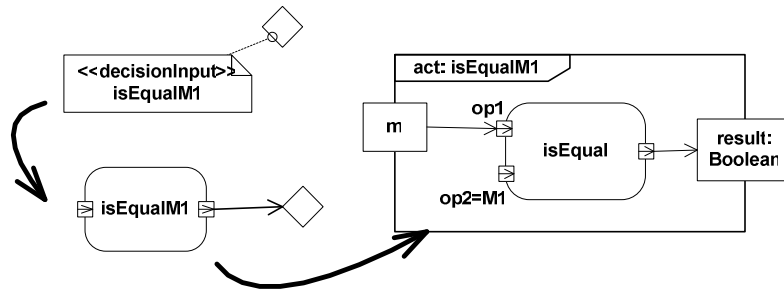 <<decisionInput>>
isEqualM1
isEqualM1
act: isEqualM1
m
op1
isEqual
op2=M1
result:
Boolean